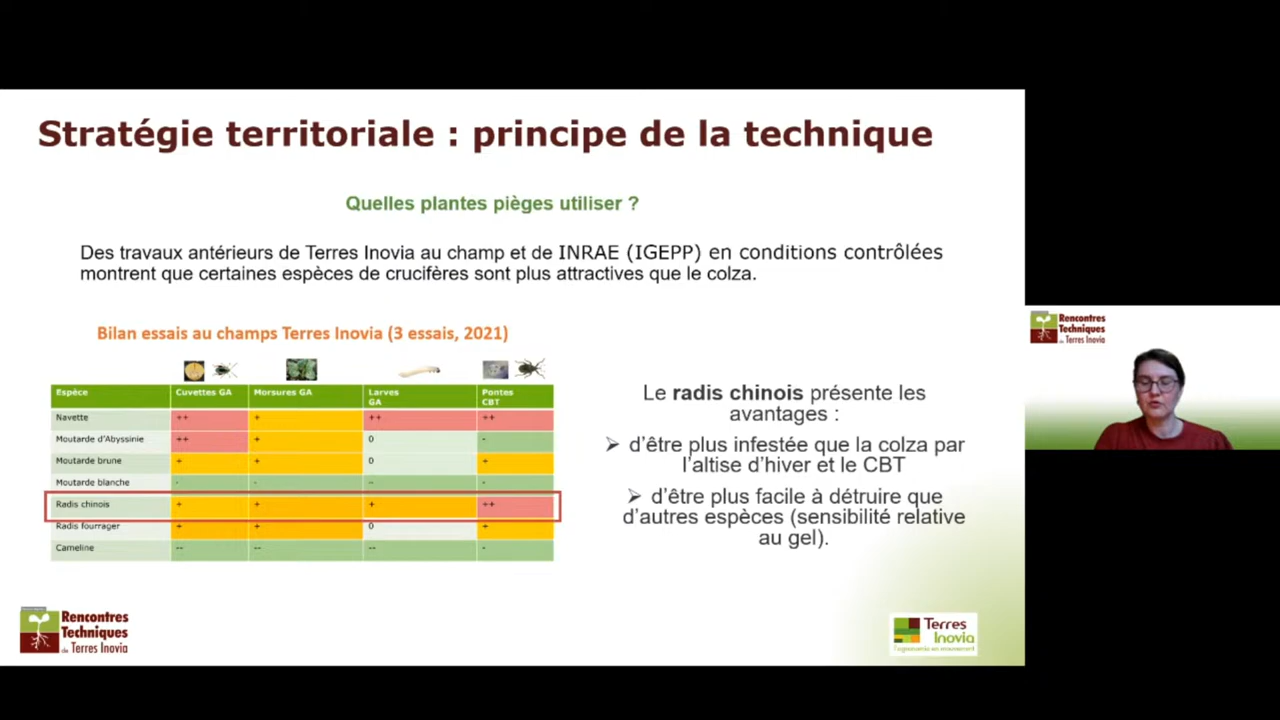 Stratégie territoriale : principe de la technique
Quelles plantes pièges utiliser ?
Des travaux antérieurs de Terres Inovia au champ et de INRAE (IGEPP) en conditions contrôlées
montrent que certaines espèces de crucifères sont plus attractives que le colza.
Bilan essais au champs Terres Inovia (3 essais, 2021)
Espèce Cuvettes GA Morsures GA Larves GA Pontes CBT
Navette ++ + ++ ++
Moutarde d'Abyssinie ++ + 0 -
Moutarde brune + + 0 +
Moutarde blanche - - -- -
Radis chinois + + + ++
Radis fourrager + + 0 +
Cameline -- -- -- -
Le radis chinois présente les
avantages :
d'être plus infestée que la colza par
l'altise d'hiver et le CBT
d'être plus facile à détruire que
d'autres espèces (sensibilité relative
au gel).
Rencontres
Techniques
de Terres Inovia
Terres
Inovia
l'agronomie en mouvement
Rencontres
Techniques
de Terres Inovia